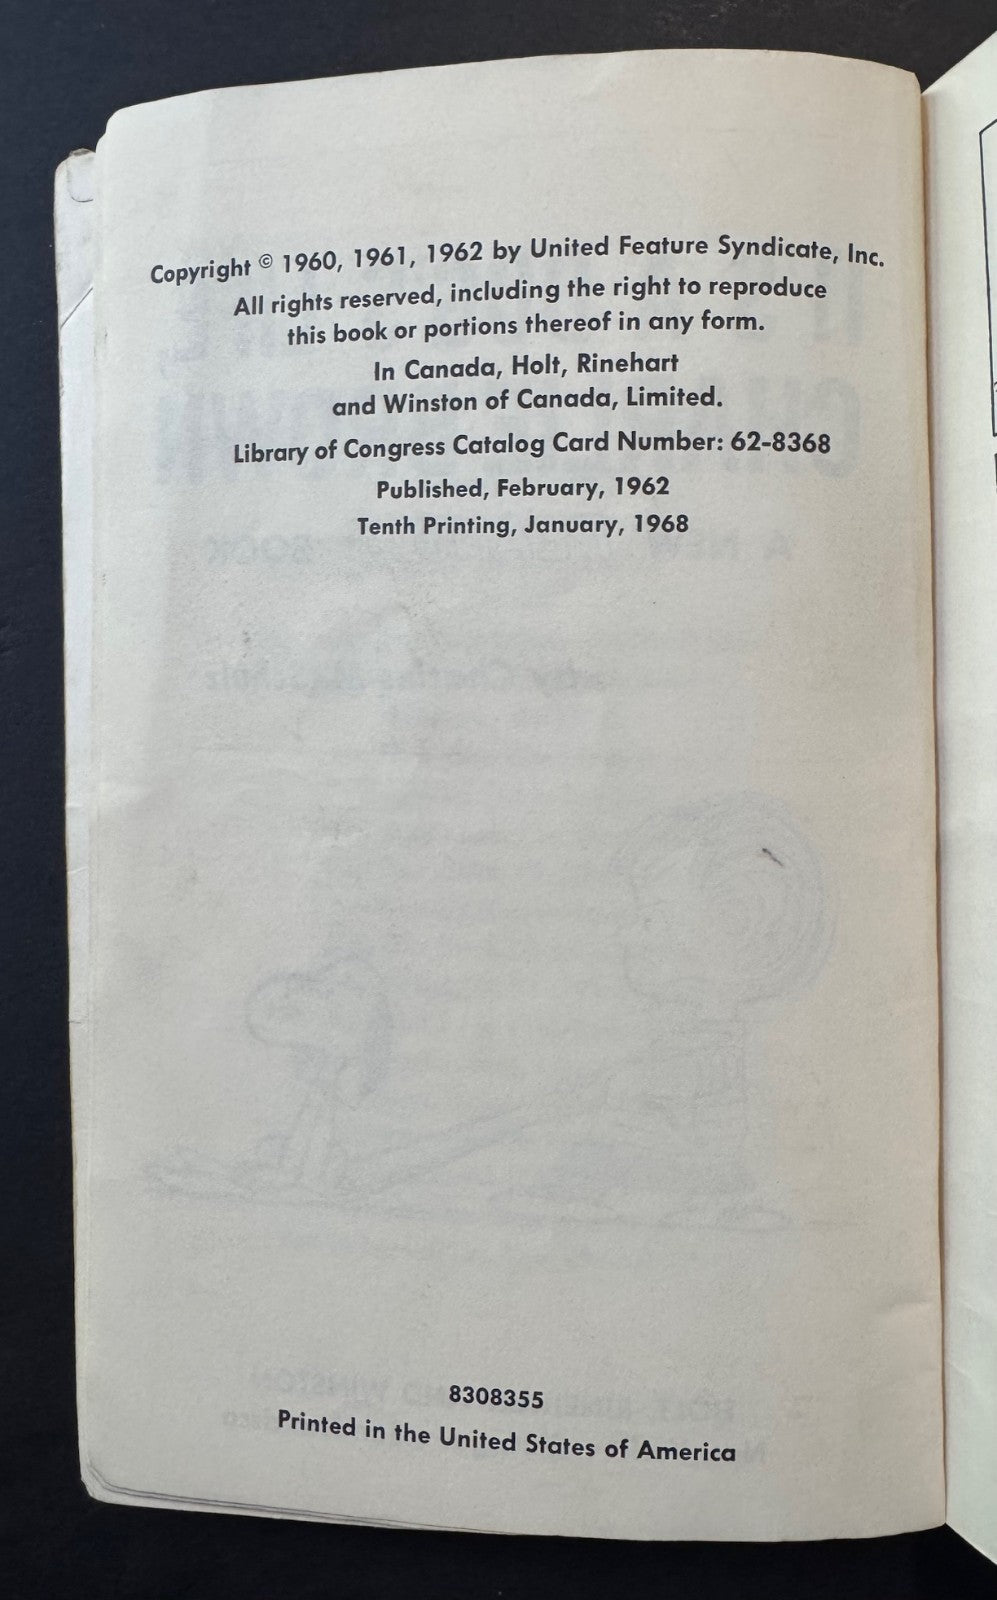 Copyright © 1960, 1961, 1962 by United Feature Syndicate, Inc.
All rights reserved, including the right to reproduce
this book or portions thereof in any form.
In Canada, Holt, Rinehart
and Winston of Canada, Limited.
Library of Congress Catalog Card Number: 62-8368
Published, February, 1962
Tenth Printing, January, 1968
8308355
Printed in the United States of America